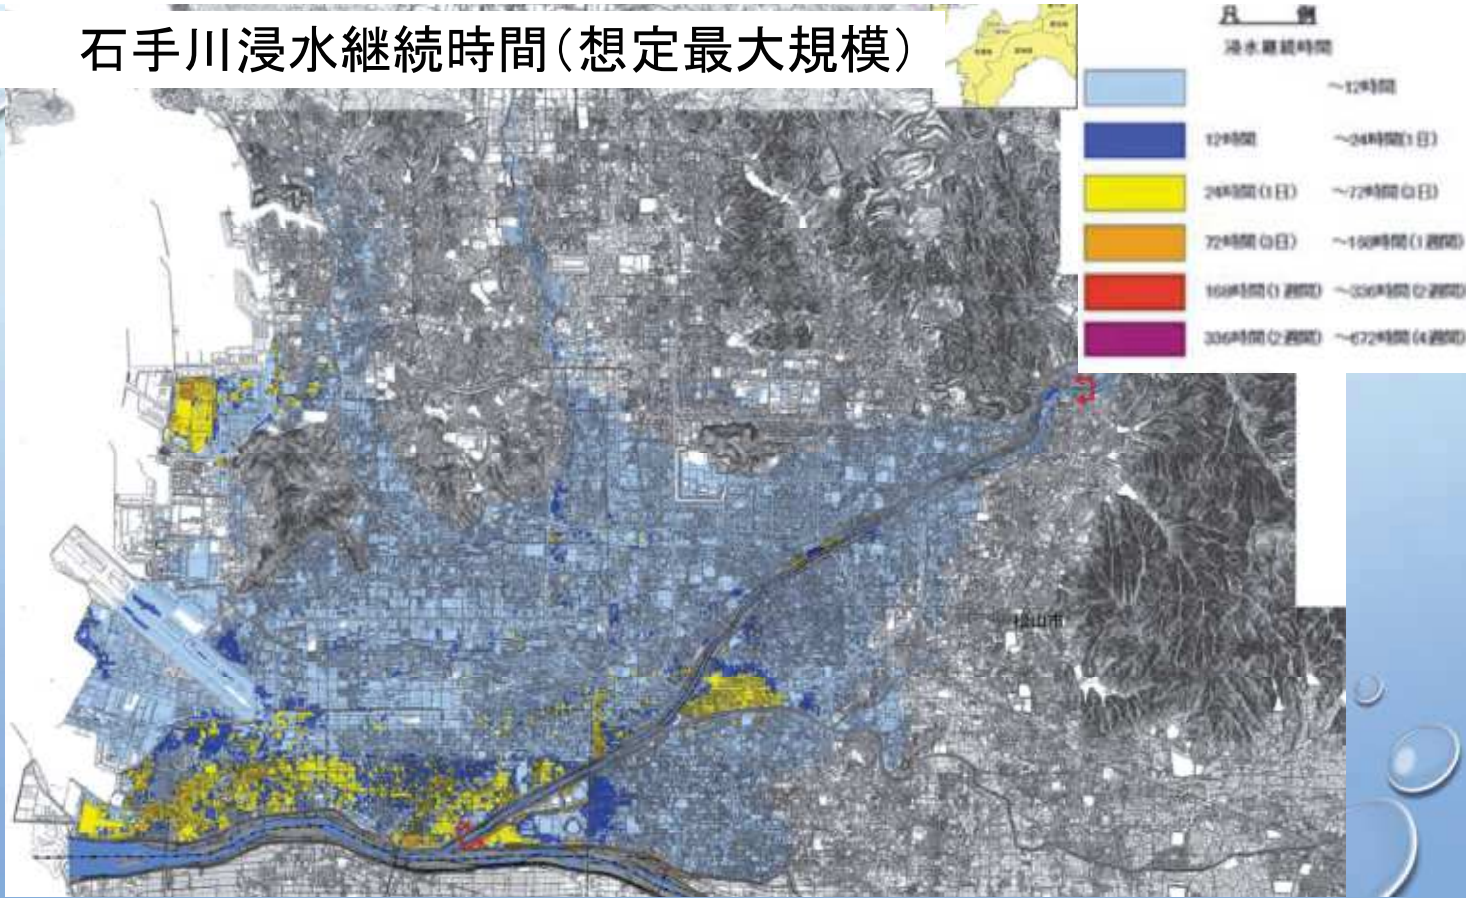 石手川浸水継続時間(想定最大規模)
凡 例
浸水継続時間
～12時間
12時間 ～24時間(1日)
24時間(1日) ～72時間(3日)
72時間(3日) ～168時間(1週間)
168時間(1週間) ～336時間(2週間)
336時間(2週間) ～672時間(4週間)
松山市